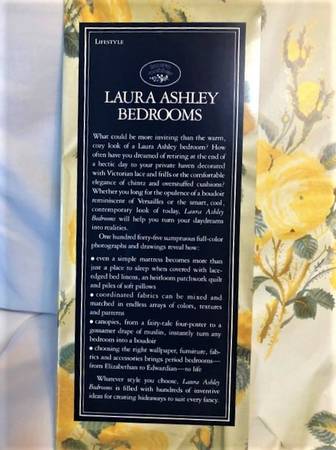 LIFESTYLE
LAURA ASHLEY
BEDROOMS
What could be more inviting than the warm,
cozy look of a Laura Ashley bedroom? How
often have you dreamed of retiring at the end of
a hectic day to your private haven decorated
with Victorian lace and frills or the comfortable
elegance of chintz and overstuffed cushions?
Whether you long for the opulence of a boudoir
reminiscent of Versailles or the smart, cool,
contemporary look of today, Laura Ashley
Bedrooms will help you turn your daydreams
into realities.
One hundred forty-five sumptuous full-color
photographs and drawings reveal how:
• even a simple mattress becomes more than
just a place to sleep when covered with lace-
edged bed linens, an heirloom patchwork quilt
and piles of soft pillows
• coordinated fabrics can be mixed and
matched in endless arrays of colors, textures
and patterns
• canopies, from a fairy-tale four-poster to a
gossamer drape of muslin, instantly turn any
bedroom into a boudoir
• choosing the right wallpaper, furniture, fab-
rics and accessories brings period bedrooms—
from Elizabethan to Edwardian—to life
Whatever style you choose, Laura Ashley
Bedrooms is filled with hundreds of inventive
ideas for creating hideaways to suit every fancy.